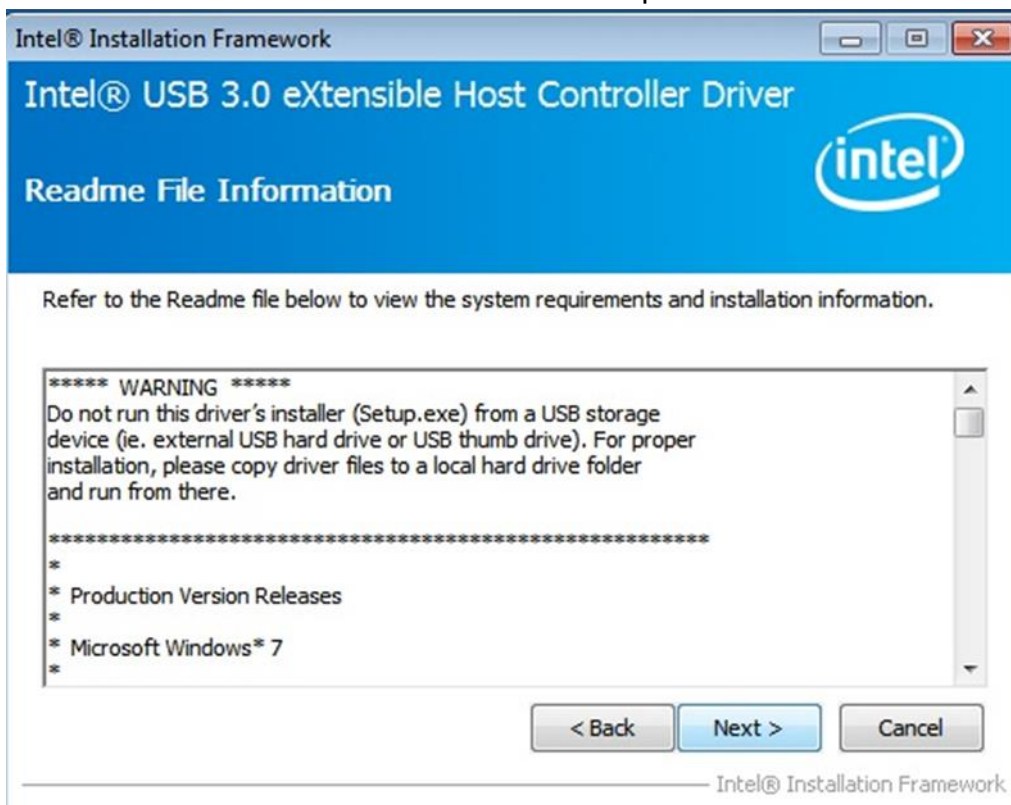 Intel® Installation Framework
Intel® USB 3.0 eXtensible Host Controller Driver
intel
Readme File Information
Refer to the Readme file below to view the system requirements and installation information.
***** WARNING *****
Do not run this driver's installer (Setup.exe) from a USB storage
device (ie. external USB hard drive or USB thumb drive). For proper
installation, please copy driver files to a local hard drive folder
and run from there.
*******************************************************
*
* Production Version Releases
*
* Microsoft Windows* 7
*
< Back
Next >
Cancel
Intel® Installation Framework